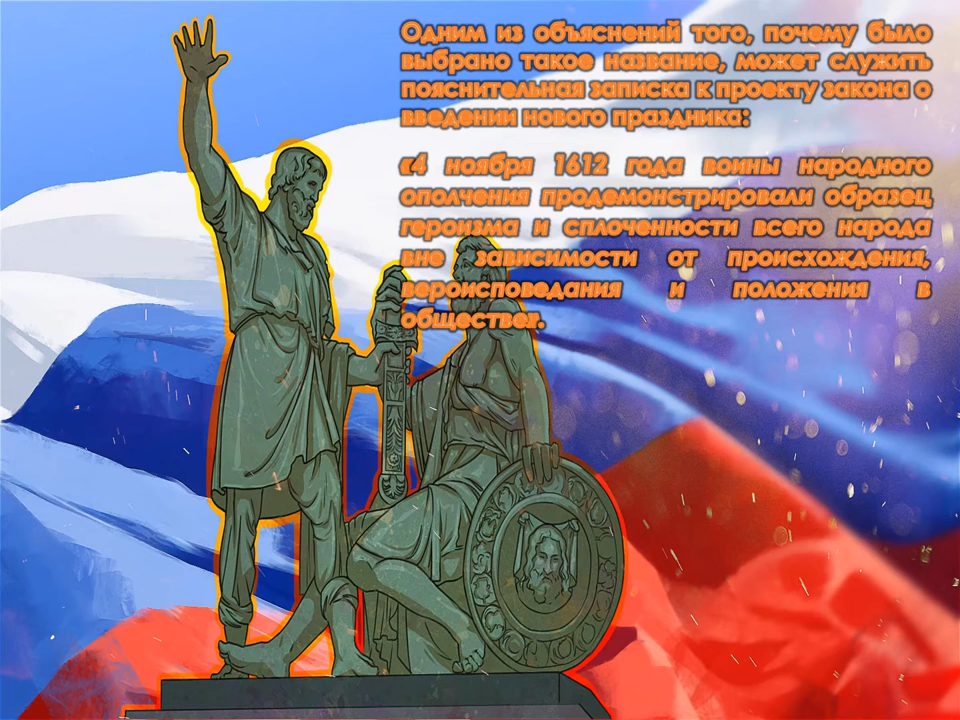 Одним из объяснений того, почему было
выбрано такое название, может служить
пояснительная записка к проекту закона о
введении нового праздника:
«4 ноября 1612 года воины народного
ополчения продемонстрировали образец
героизма и сплоченности всего народа
вне зависимости от происхождения,
вероисповедания и положения в
обществе».